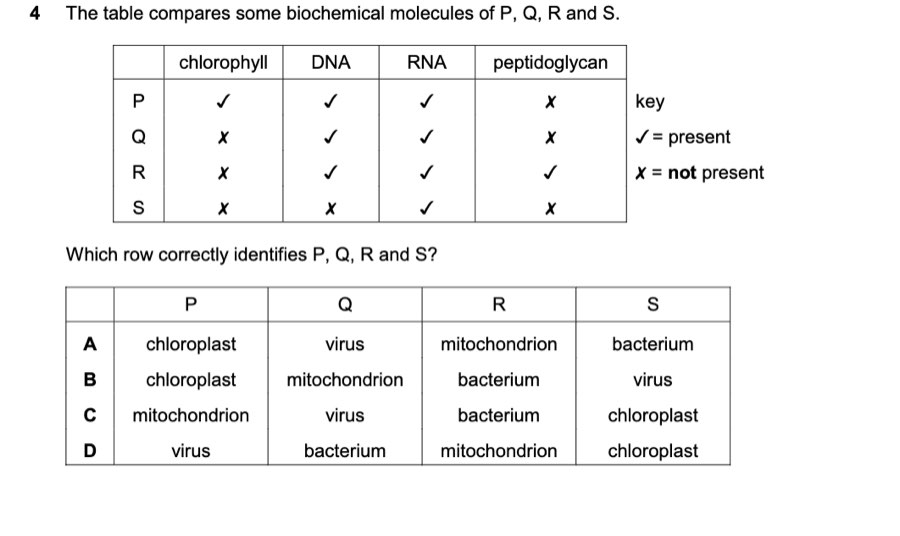 4 The table compares some biochemical molecules of P, Q, R and S.
chlorophyll DNA RNA peptidoglycan
P ✓ ✓ ✓ ✗ key
Q ✗ ✓ ✓ ✗ ✓ = present
R ✗ ✓ ✓ ✓ ✗ = not present
S ✗ ✗ ✓ ✗
Which row correctly identifies P, Q, R and S?
P Q R S
A chloroplast virus mitochondrion bacterium
B chloroplast mitochondrion bacterium virus
C mitochondrion virus bacterium chloroplast
D virus bacterium mitochondrion chloroplast